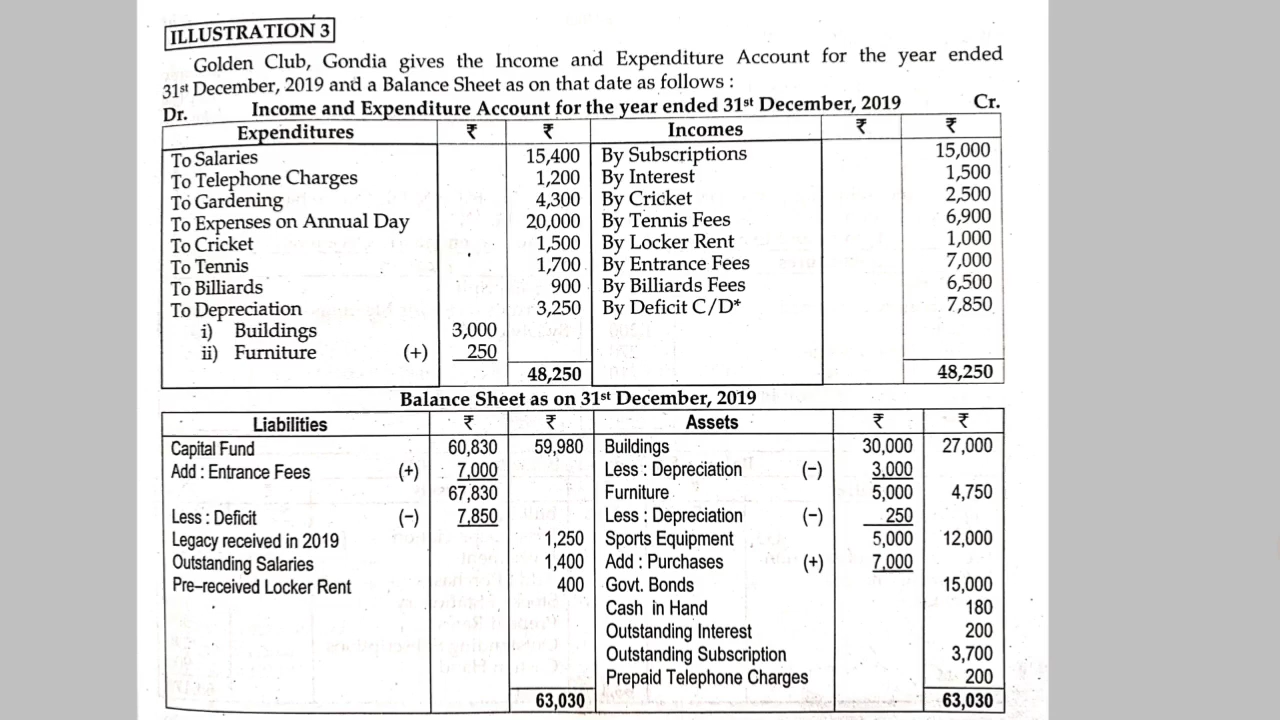 ILLUSTRATION 3
Golden Club, Gondia gives the Income and Expenditure Account for the year ended
31st December, 2019 and a Balance Sheet as on that date as follows :
Dr. Income and Expenditure Account for the year ended 31st December, 2019 Cr.
Expenditures ₹ ₹ Incomes ₹ ₹
To Salaries 15,400 By Subscriptions 15,000
To Telephone Charges 1,200 By Interest 1,500
To Gardening 4,300 By Cricket 2,500
To Expenses on Annual Day 20,000 By Tennis Fees 6,900
To Cricket 1,500 By Locker Rent 1,000
To Tennis 1,700 By Entrance Fees 7,000
To Billiards 900 By Billiards Fees 6,500
To Depreciation 3,250 By Deficit C/D* 7,850
i) Buildings 3,000
ii) Furniture (+) 250
48,250 48,250
Balance Sheet as on 31st December, 2019
Liabilities ₹ ₹ Assets ₹ ₹
Capital Fund 60,830 59,980 Buildings 30,000 27,000
Add : Entrance Fees (+) 7,000 Less : Depreciation (-) 3,000
67,830 Furniture 5,000 4,750
Less : Deficit (-) 7,850 Less : Depreciation (-) 250
Legacy received in 2019 1,250 Sports Equipment 5,000 12,000
Outstanding Salaries 1,400 Add : Purchases (+) 7,000
Pre-received Locker Rent 400 Govt. Bonds 15,000
Cash in Hand 180
Outstanding Interest 200
Outstanding Subscription 3,700
Prepaid Telephone Charges 200
63,030 63,030